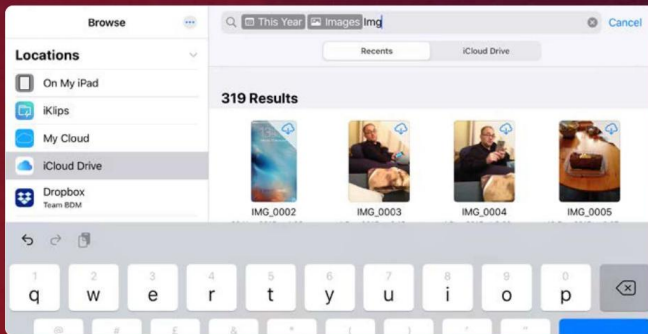 Browse
This Year Images Img
Cancel
Locations
Recents
iCloud Drive
On My iPad
iKlips
My Cloud
iCloud Drive
Dropbox
Team BDM
319 Results
IMG_0002
IMG_0003
IMG_0004
IMG_0005
1 2 3 4 5 6 7 8 9 0
q w e r t y u i o p
@ # £ & * ( ) ' "